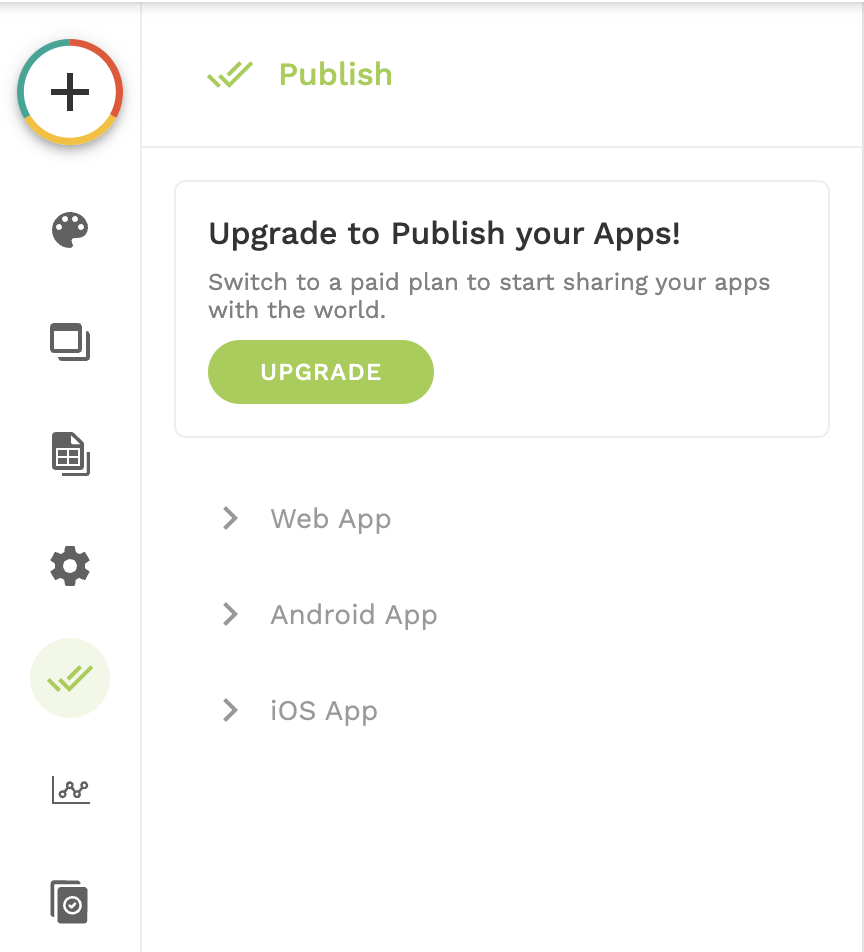 Publish
Upgrade to Publish your Apps!
Switch to a paid plan to start sharing your apps
with the world.
UPGRADE
Web App
Android App
iOS App